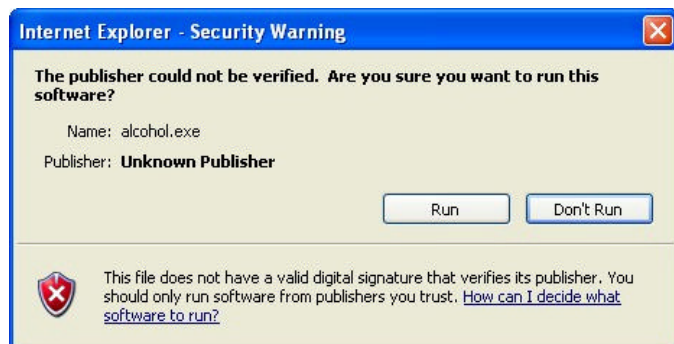 Internet Explorer - Security Warning
The publisher could not be verified. Are you sure you want to run this
software?
Name: alcohol.exe
Publisher: Unknown Publisher
Run Don't Run
This file does not have a valid digital signature that verifies its publisher. You
should only run software from publishers you trust. How can I decide what
software to run?